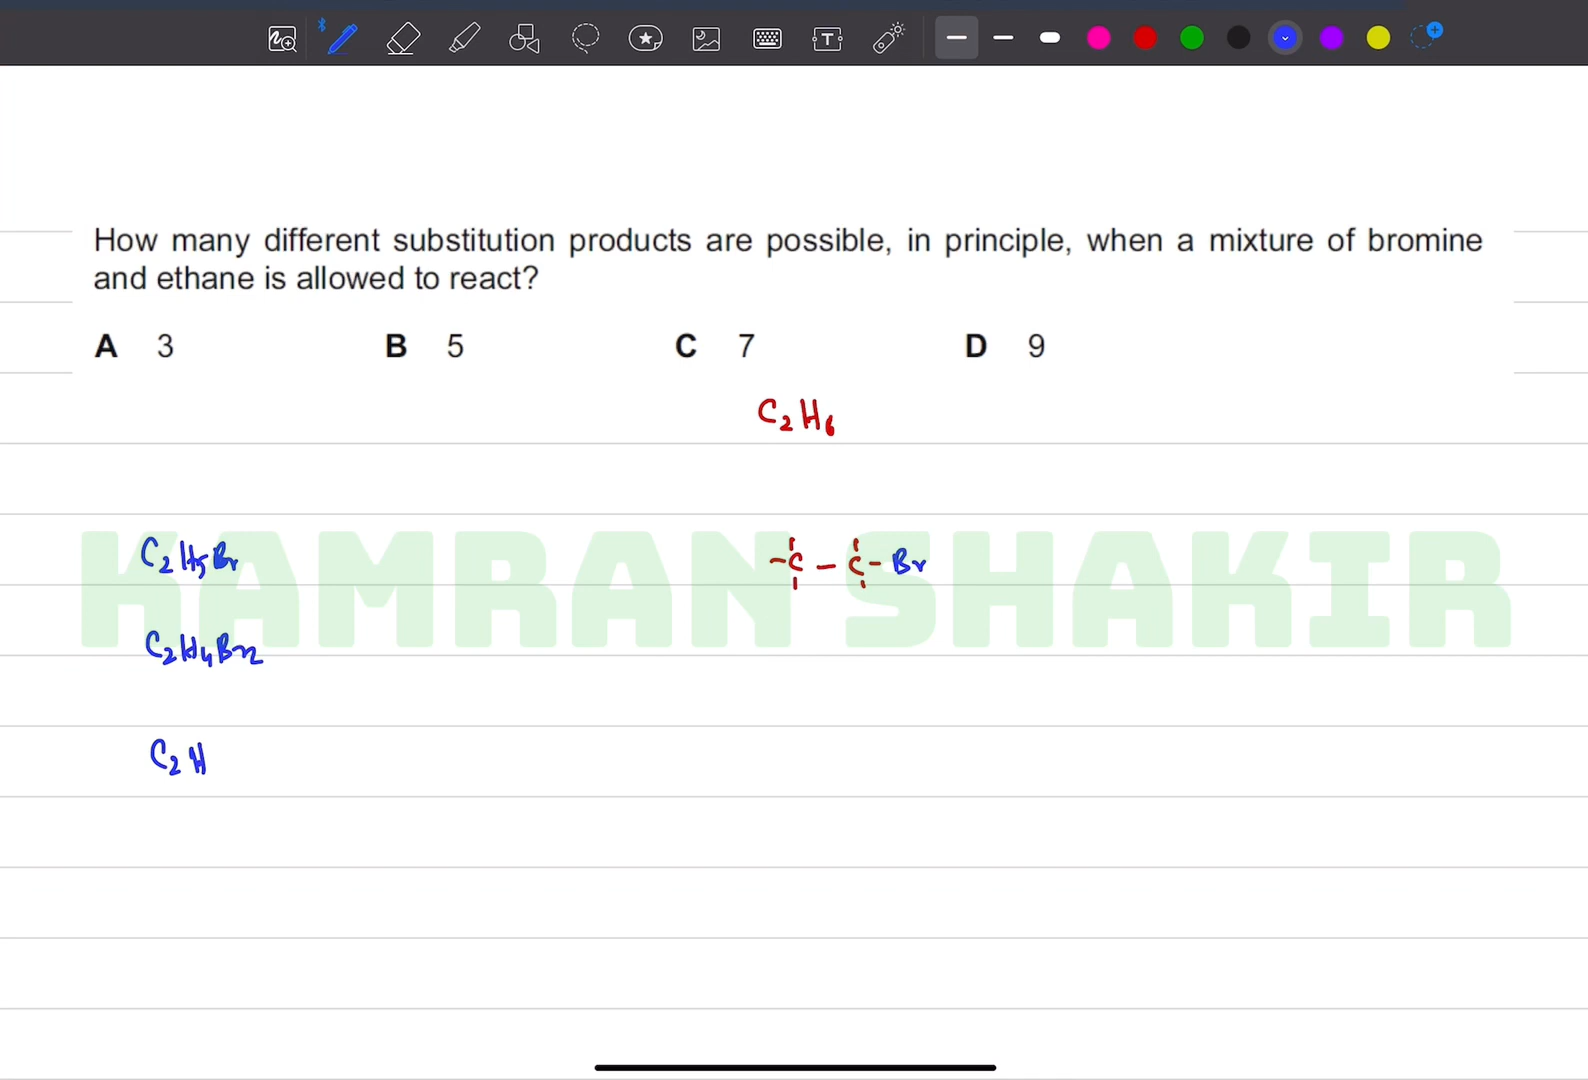 How many different substitution products are possible, in principle, when a mixture of bromine
and ethane is allowed to react?
A 3 B 5 C 7 D 9
C₂H₆
KAMRAN SHAKIR
C₂H₅Br
-C-C-Br
C₂H₄Br₂
C₂H